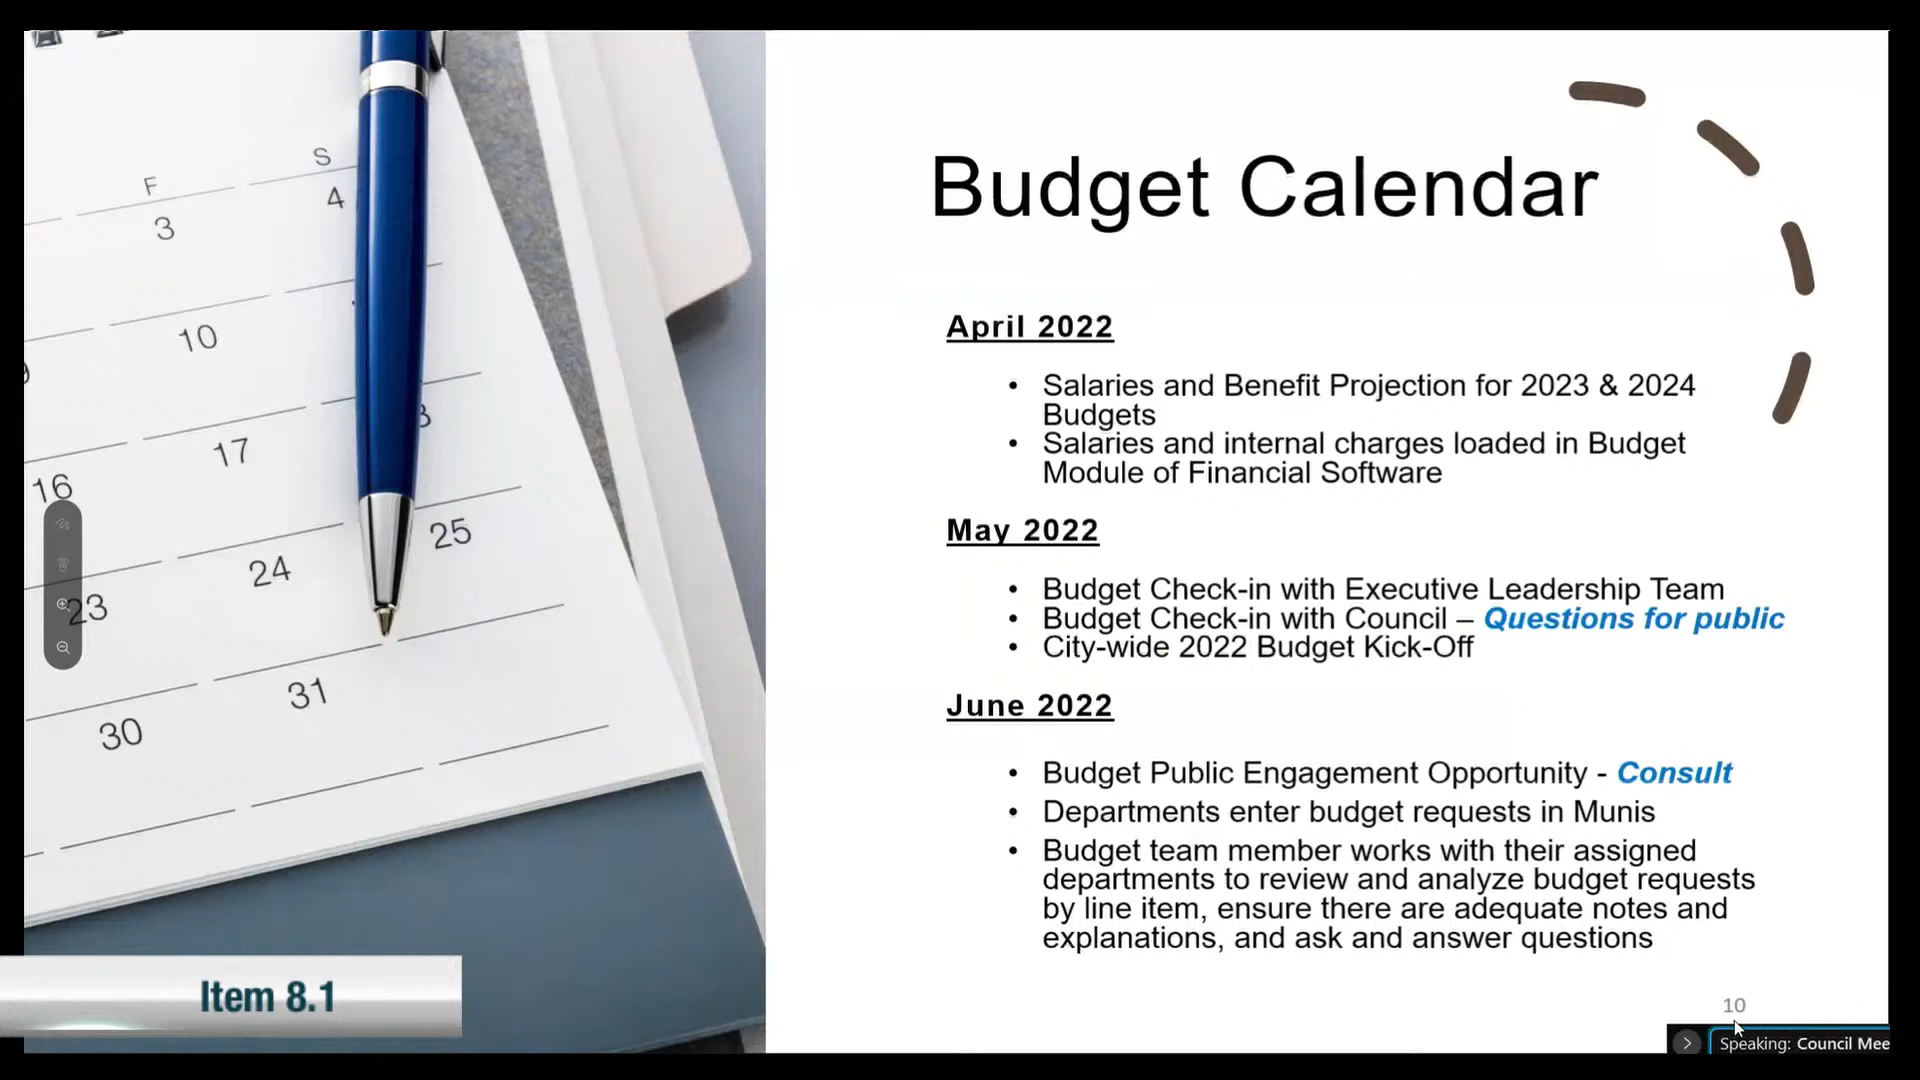 Budget Calendar
April 2022
• Salaries and Benefit Projection for 2023 & 2024
Budgets
• Salaries and internal charges loaded in Budget
Module of Financial Software
May 2022
• Budget Check-in with Executive Leadership Team
• Budget Check-in with Council – Questions for public
• City-wide 2022 Budget Kick-Off
June 2022
• Budget Public Engagement Opportunity - Consult
• Departments enter budget requests in Munis
• Budget team member works with their assigned
departments to review and analyze budget requests
by line item, ensure there are adequate notes and
explanations, and ask and answer questions
10
F S
3 4
10
17
16
24 25
23
31
30
Item 8.1
Speaking: Council Mee